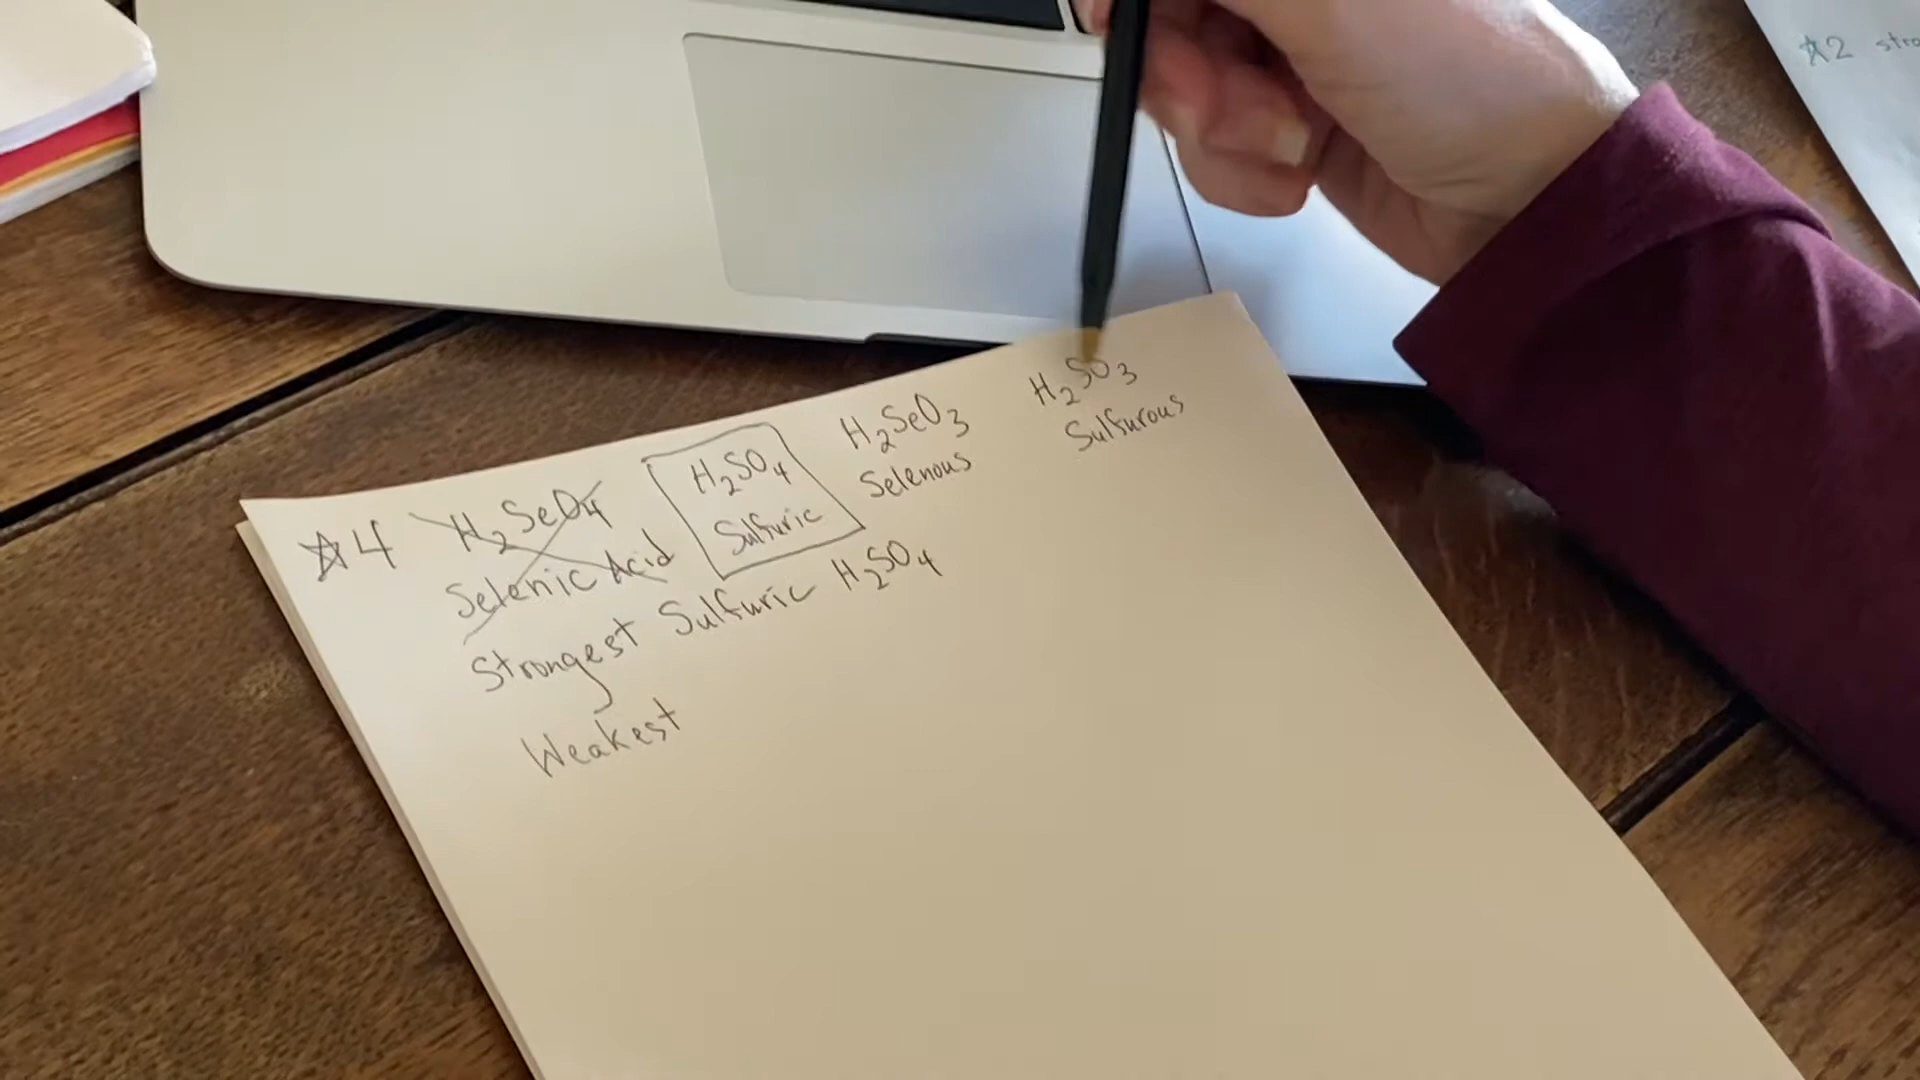 ☆4 H₂SeO₄ H₂SO₄ H₂SeO₃ H₂SO₃
Selenic Acid Sulfuric Selenous Sulfurous
Strongest Sulfuric H₂SO₄
Weakest
☆2